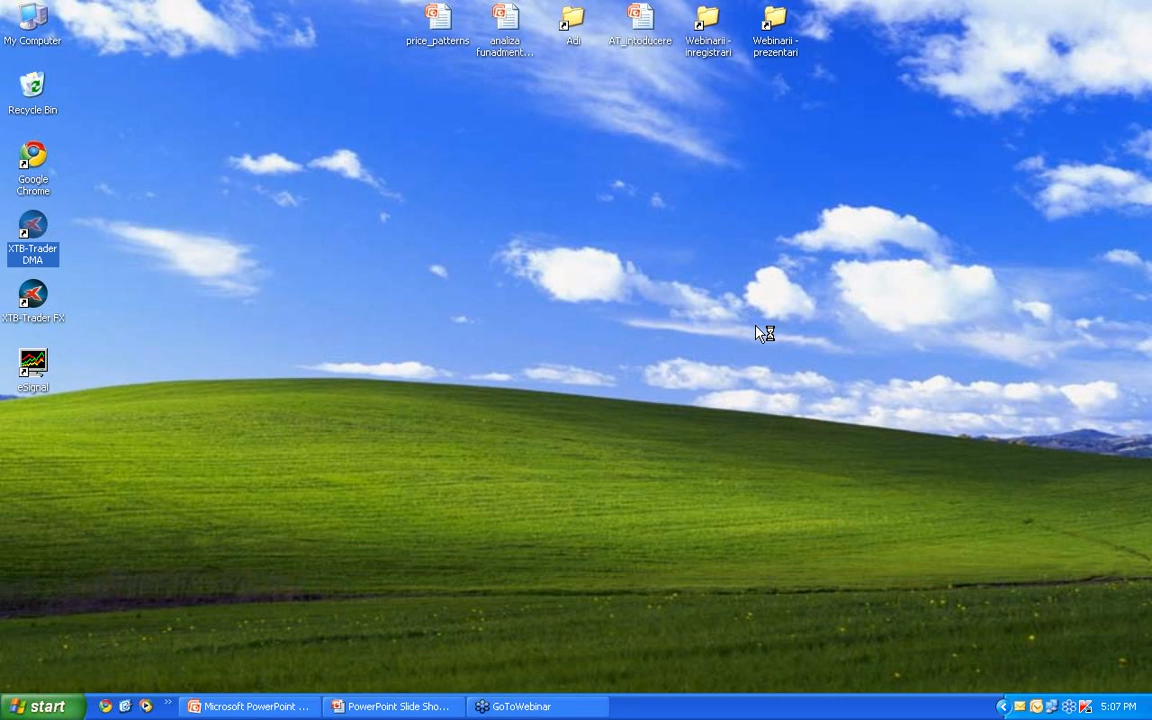 My Computer
Recycle Bin
Google
Chrome
XTB-Trader
DMA
XTB-Trader FX
eSignal
price_patterns
analiza
funadment...
Adi
AT_intoducere
Webinarii -
inregistrari
Webinarii -
prezentari
start
Microsoft PowerPoint ...
PowerPoint Slide Sho...
GoToWebinar
5:07 PM